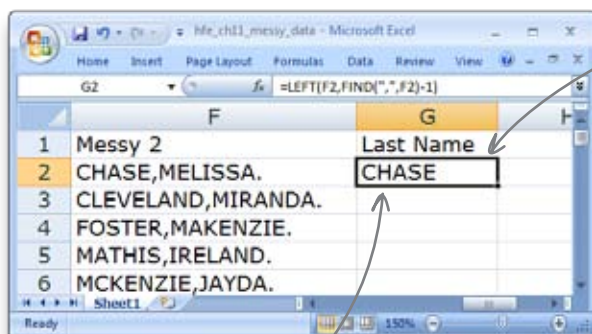 hfe_ch11_messy_data - Microsoft Excel
Home Insert Page Layout Formulas Data Review View
G2 fx =LEFT(F2,FIND(",",F2)-1)
F G H
1 Messy 2 Last Name
2 CHASE,MELISSA. CHASE
3 CLEVELAND,MIRANDA.
4 FOSTER,MAKENZIE.
5 MATHIS,IRELAND.
6 MCKENZIE,JAYDA.
Sheet1
Ready 150%